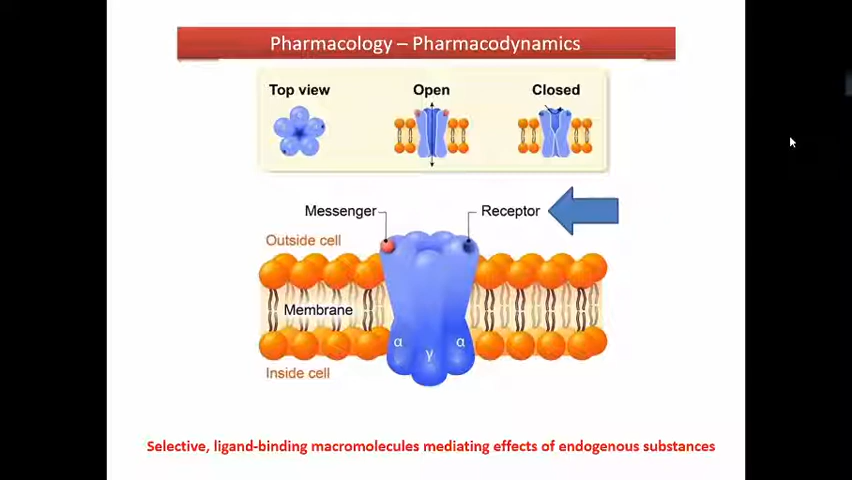 Pharmacology – Pharmacodynamics
Top view
Open
Closed
Messenger
Receptor
Outside cell
Membrane
α
γ
α
Inside cell
Selective, ligand-binding macromolecules mediating effects of endogenous substances